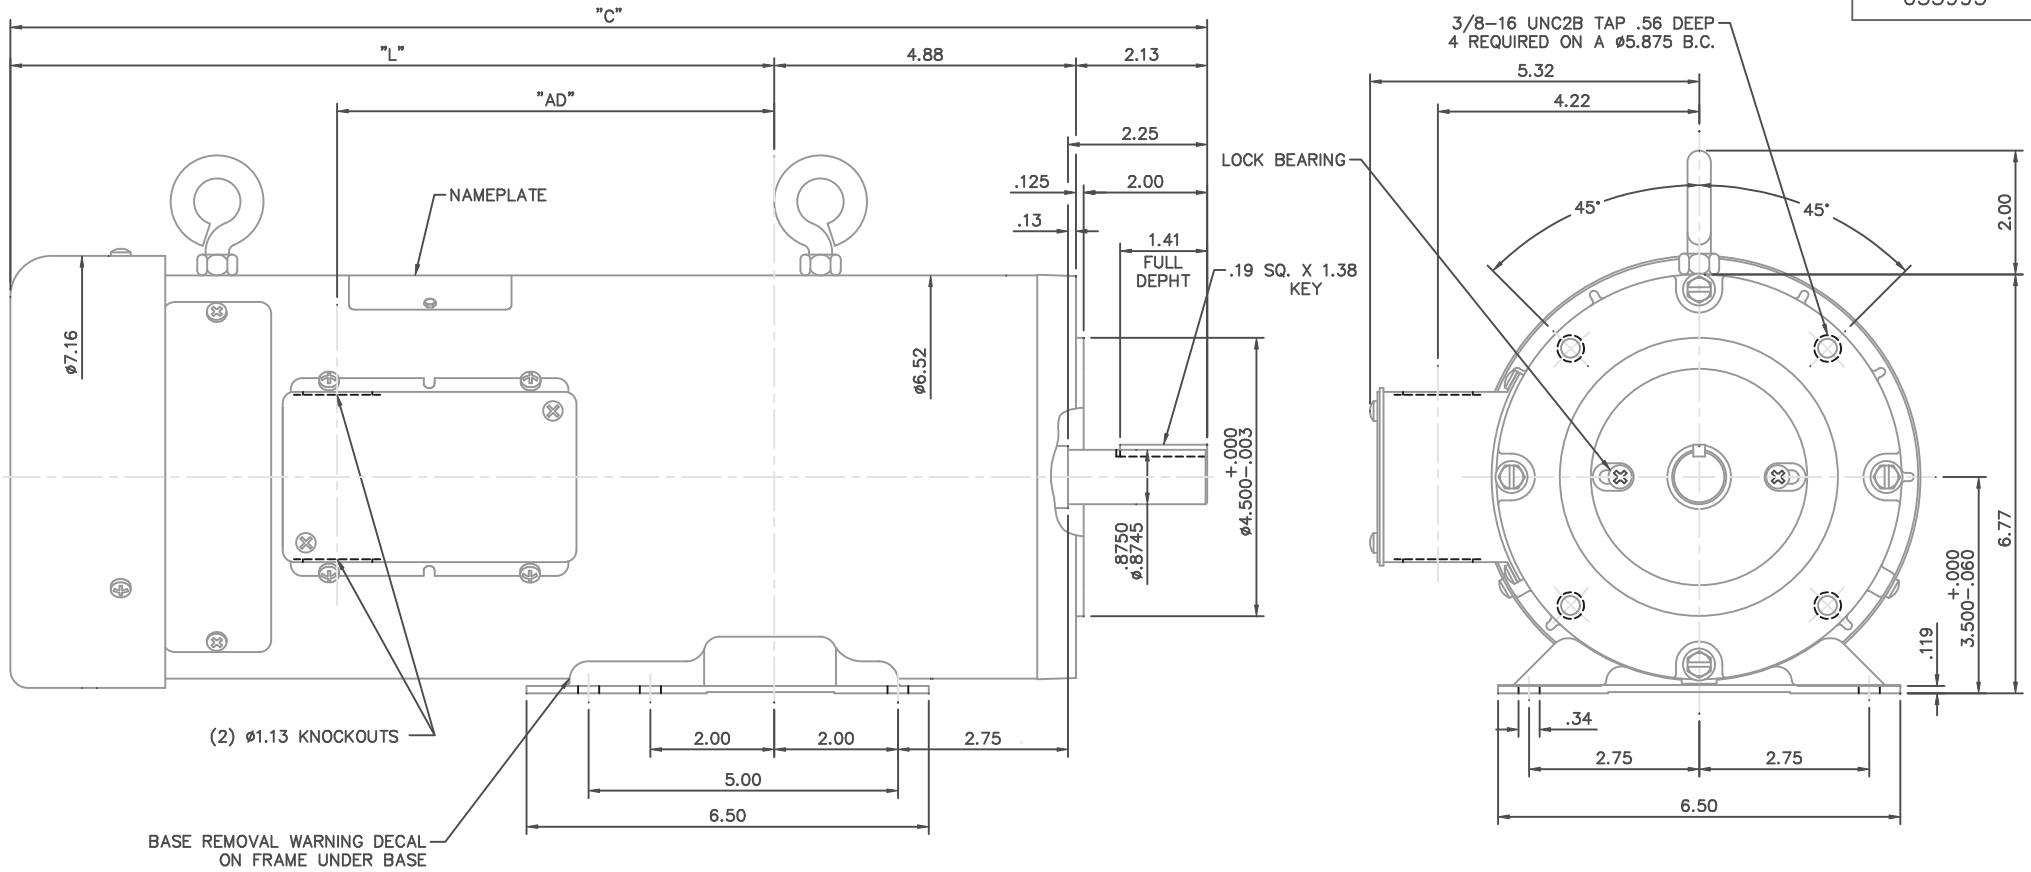 "C"
3/8-16 UNC2B TAP .56 DEEP
4 REQUIRED ON A ø5.875 B.C.
"L"
4.88
2.13
5.32
"AD"
4.22
2.25
LOCK BEARING
NAMEPLATE
.125
2.00
45°
45°
2.00
.13
1.41
FULL
DEPHT
.19 SQ. X 1.38
KEY
ø7.16
ø6.52
+.000
ø4.500-.003
.8750
ø.8745
6.77
+.000
3.500-.060
.119
(2) ø1.13 KNOCKOUTS
2.00
2.00
2.75
.34
5.00
2.75
2.75
6.50
6.50
BASE REMOVAL WARNING DECAL
ON FRAME UNDER BASE